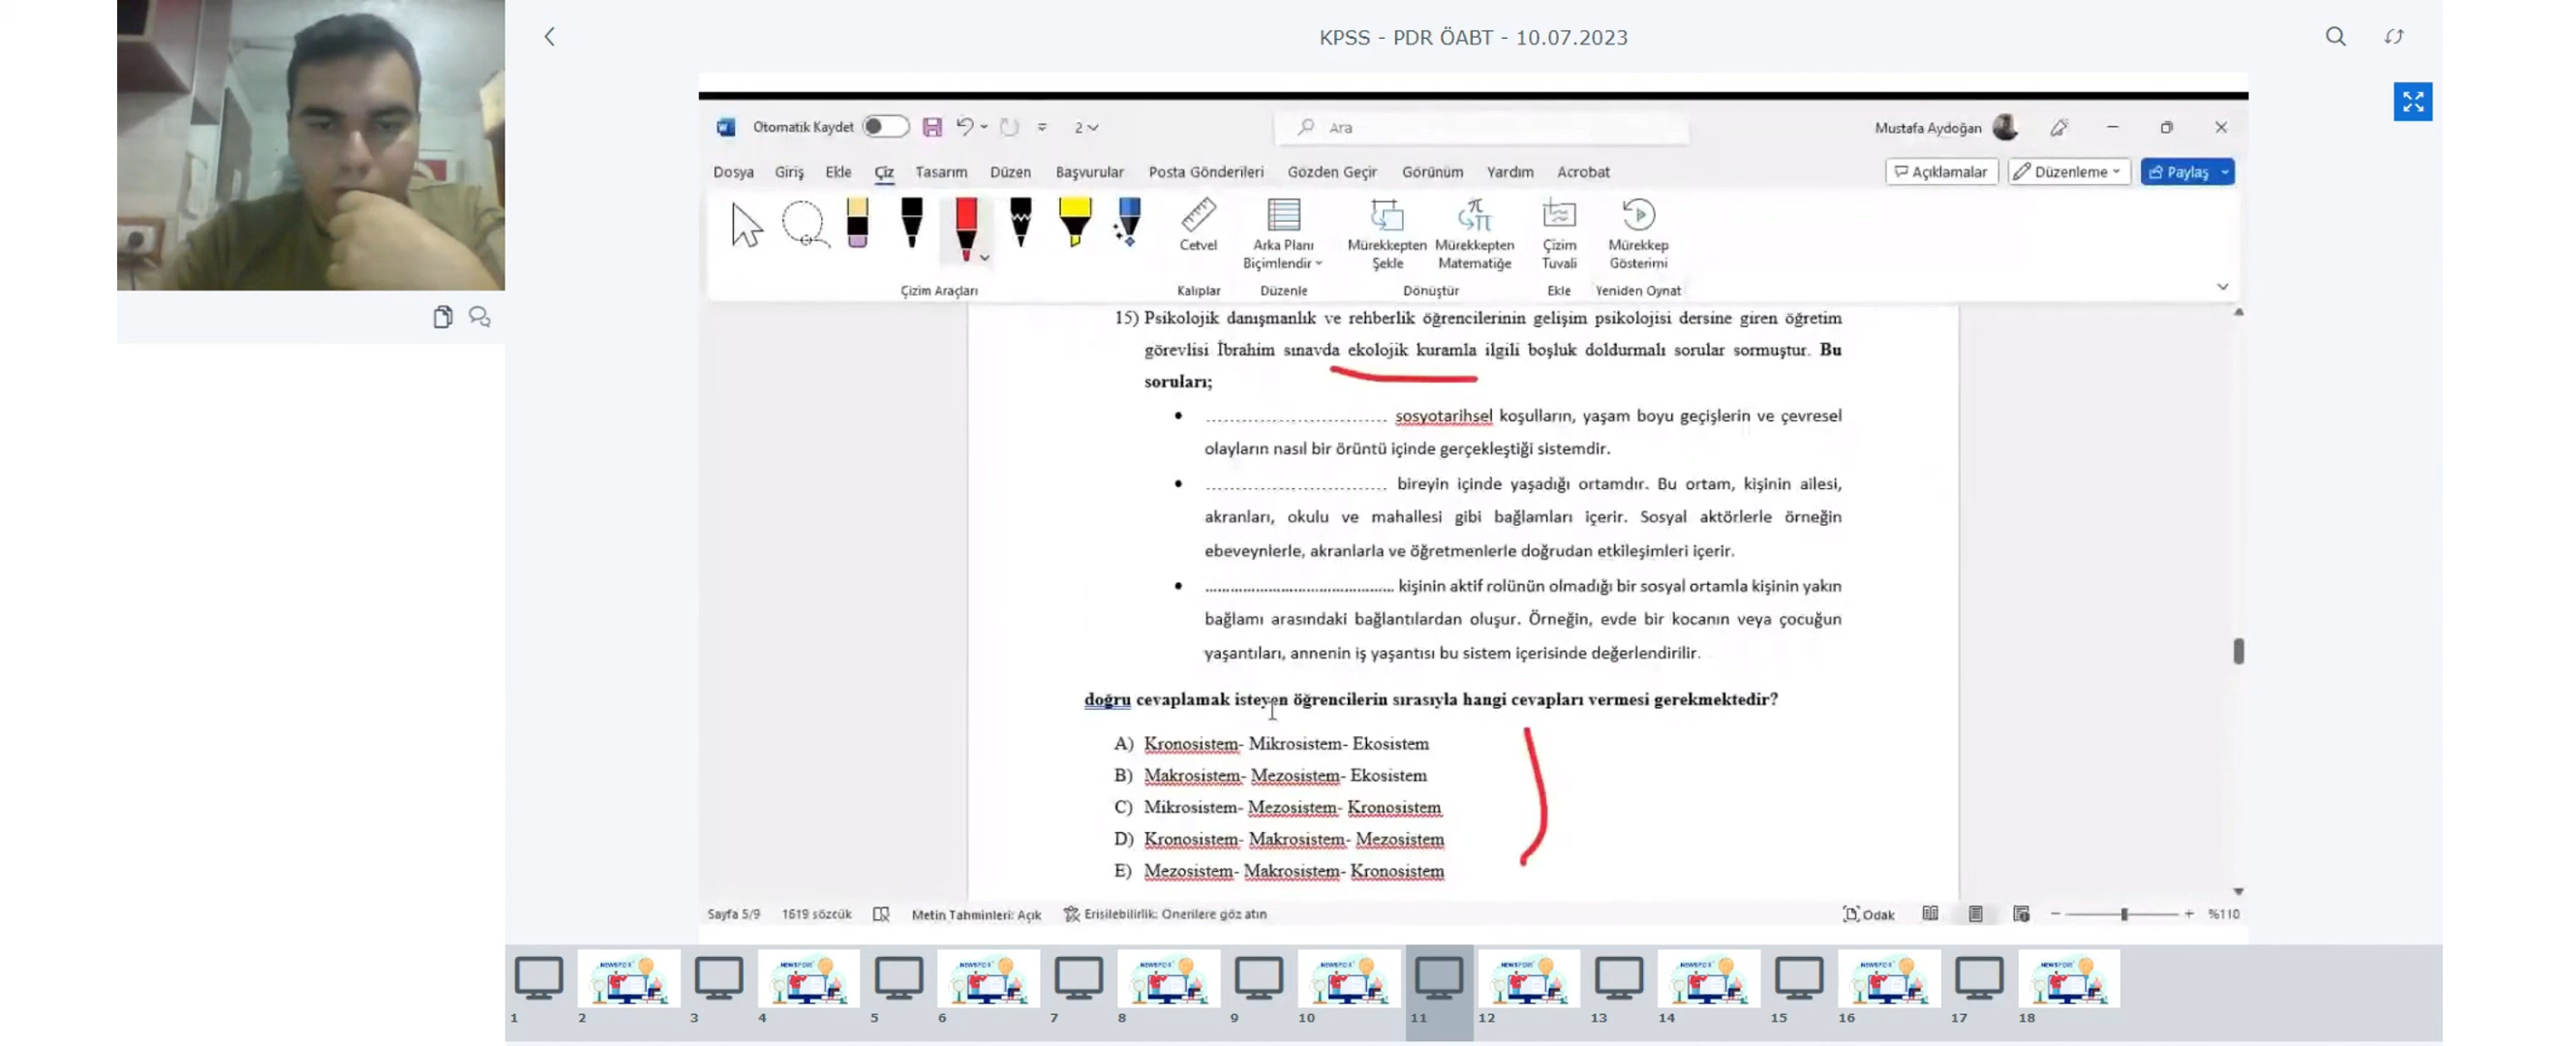 KPSS - PDR ÖABT - 10.07.2023
Otomatik Kaydet
2
Ara
Mustafa Aydoğan
Dosya Giriş Ekle Çiz Tasarım Düzen Başvurular Posta Gönderileri Gözden Geçir Görünüm Yardım Acrobat
Açıklamalar Düzenleme Paylaş
Cetvel Arka Planı Mürekkepten Mürekkepten Çizim Mürekkep
Biçimlendir Şekle Matematiğe Tuvali Gösterimi
Çizim Araçları Kalıplar Düzenle Dönüştür Ekle Yeniden Oynat
15) Psikolojik danışmanlık ve rehberlik öğrencilerinin gelişim psikolojisi dersine giren öğretim
görevlisi İbrahim sınavda ekolojik kuramla ilgili boşluk doldurmalı sorular sormuştur. Bu
soruları;
• .............................. sosyotarihsel koşulların, yaşam boyu geçişlerin ve çevresel
olayların nasıl bir örüntü içinde gerçekleştiği sistemdir.
• .............................. bireyin içinde yaşadığı ortamdır. Bu ortam, kişinin ailesi,
akranları, okulu ve mahallesi gibi bağlamları içerir. Sosyal aktörlerle örneğin
ebeveynlerle, akranlarla ve öğretmenlerle doğrudan etkileşimleri içerir.
• .............................. kişinin aktif rolünün olmadığı bir sosyal ortamla kişinin yakın
bağlamı arasındaki bağlantılardan oluşur. Örneğin, evde bir kocanın veya çocuğun
yaşantıları, annenin iş yaşantısı bu sistem içerisinde değerlendirilir.
doğru cevaplamak isteyen öğrencilerin sırasıyla hangi cevapları vermesi gerekmektedir?
A) Kronosistem- Mikrosistem- Ekosistem
B) Makrosistem- Mezosistem- Ekosistem
C) Mikrosistem- Mezosistem- Kronosistem
D) Kronosistem- Makrosistem- Mezosistem
E) Mezosistem- Makrosistem- Kronosistem
Sayfa 5/9 1619 sözcük Metin Tahminleri: Açık Erişilebilirlik: Önerilere göz atın Odak %110
1 2 3 4 5 6 7 8 9 10 11 12 13 14 15 16 17 18